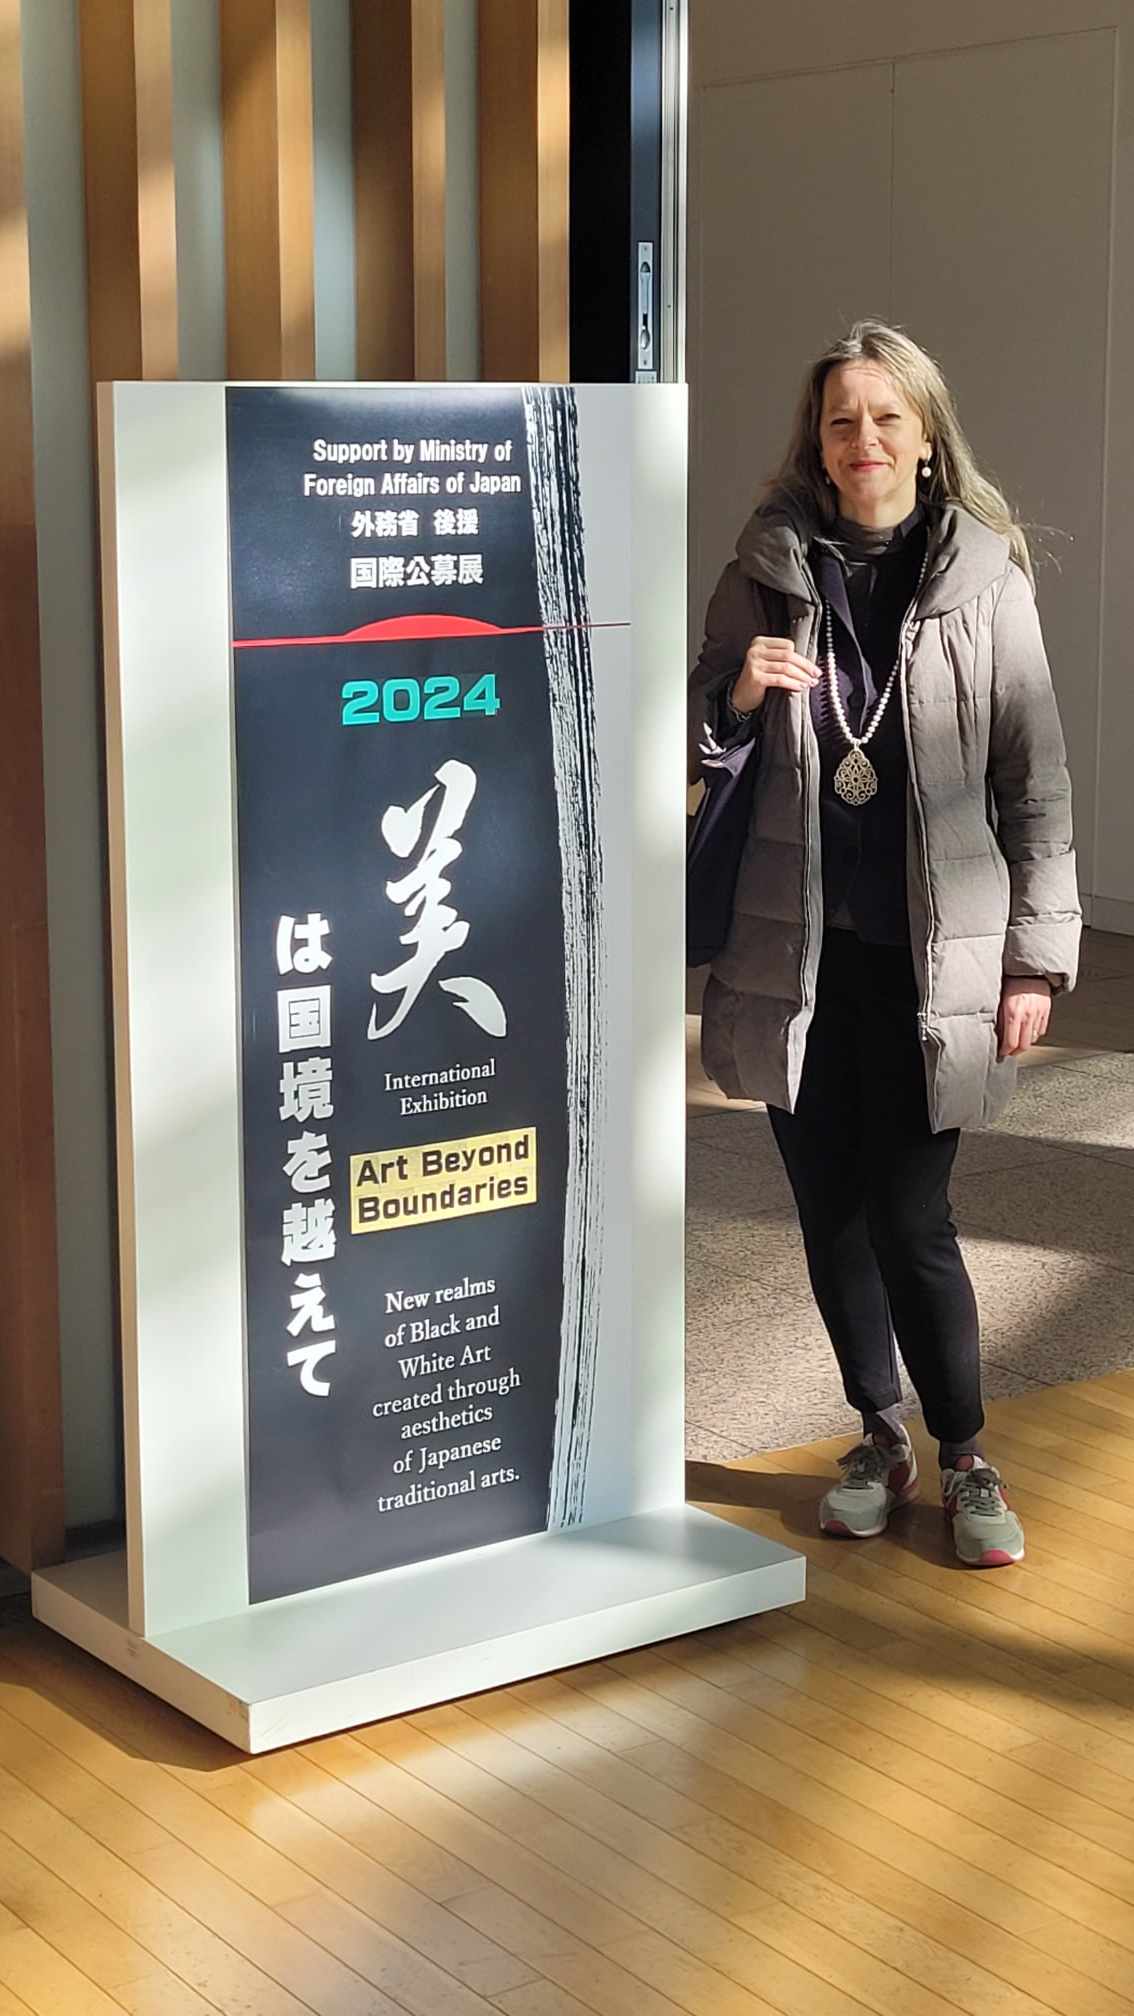 Support by Ministry of
Foreign Affairs of Japan
外務省 後援
国際公募展
2024
美
は国境を越えて
International
Exhibition
Art Beyond
Boundaries
New realms
of Black and
White Art
created through
aesthetics
of Japanese
traditional arts.